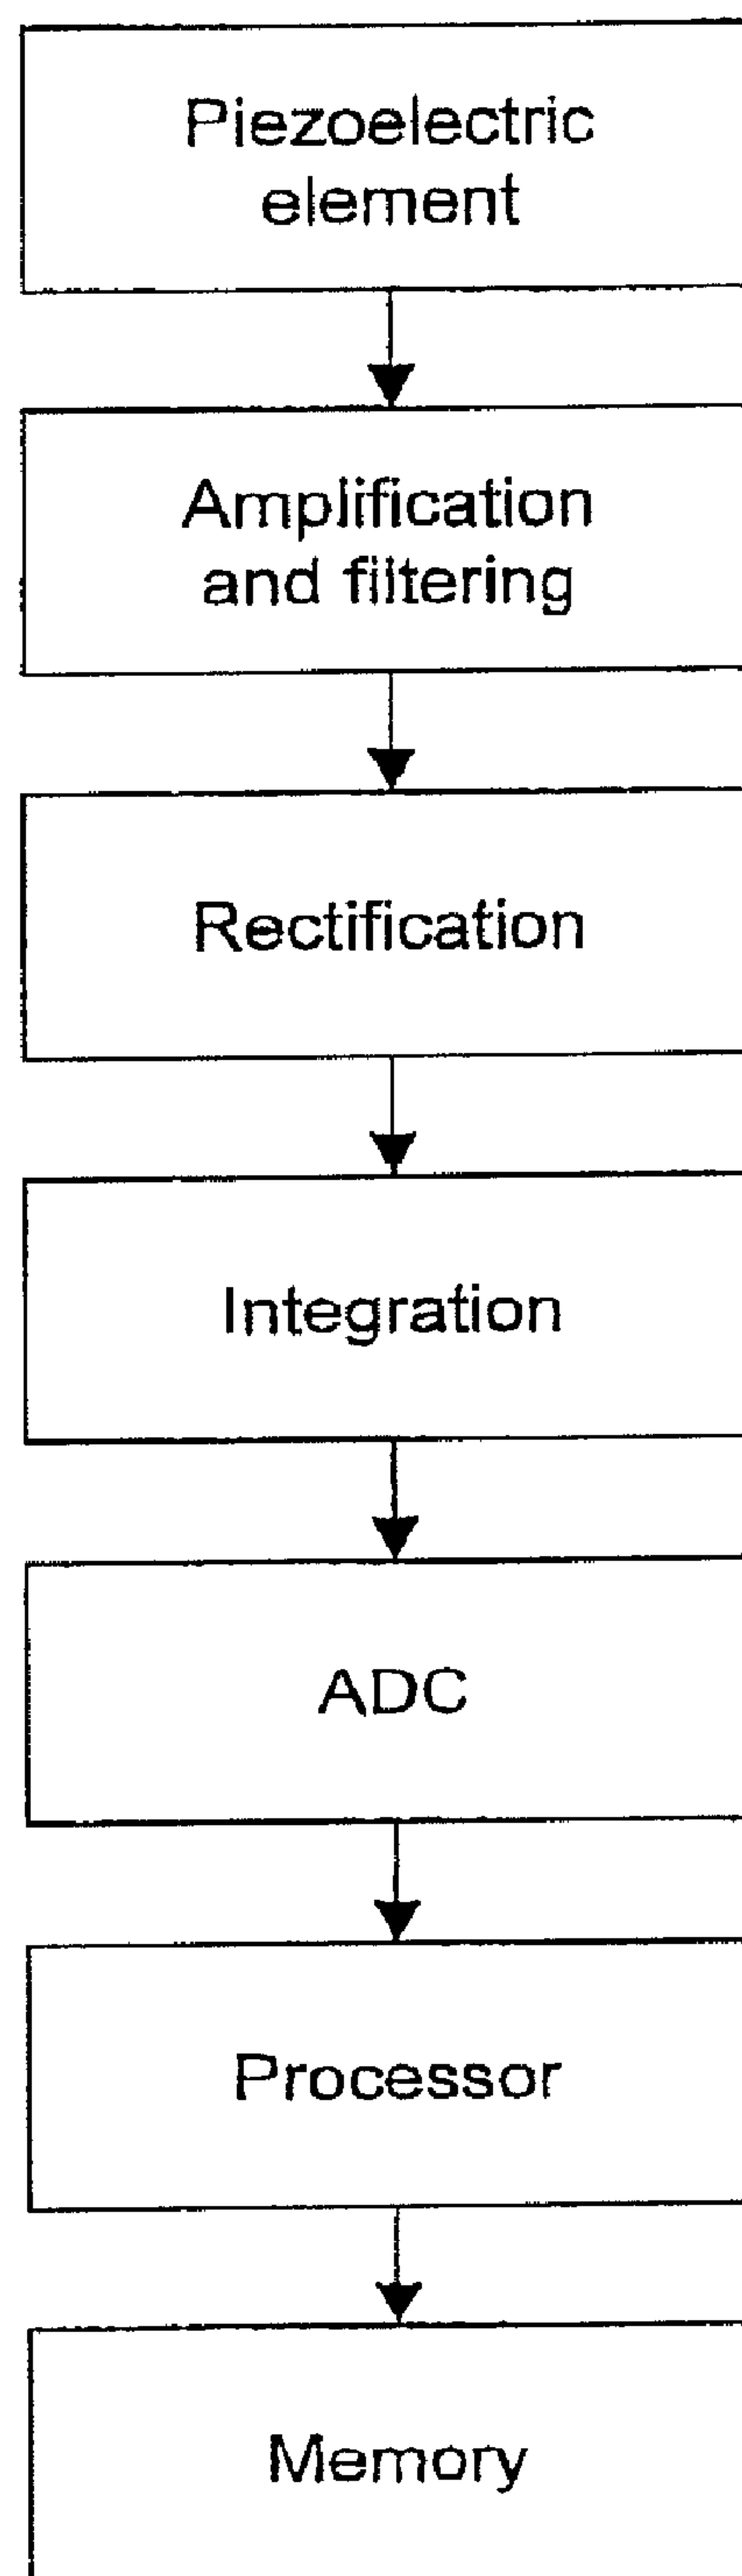 Piezoelectric
element
Amplification
and filtering
Rectification
Integration
ADC
Processor
Memory